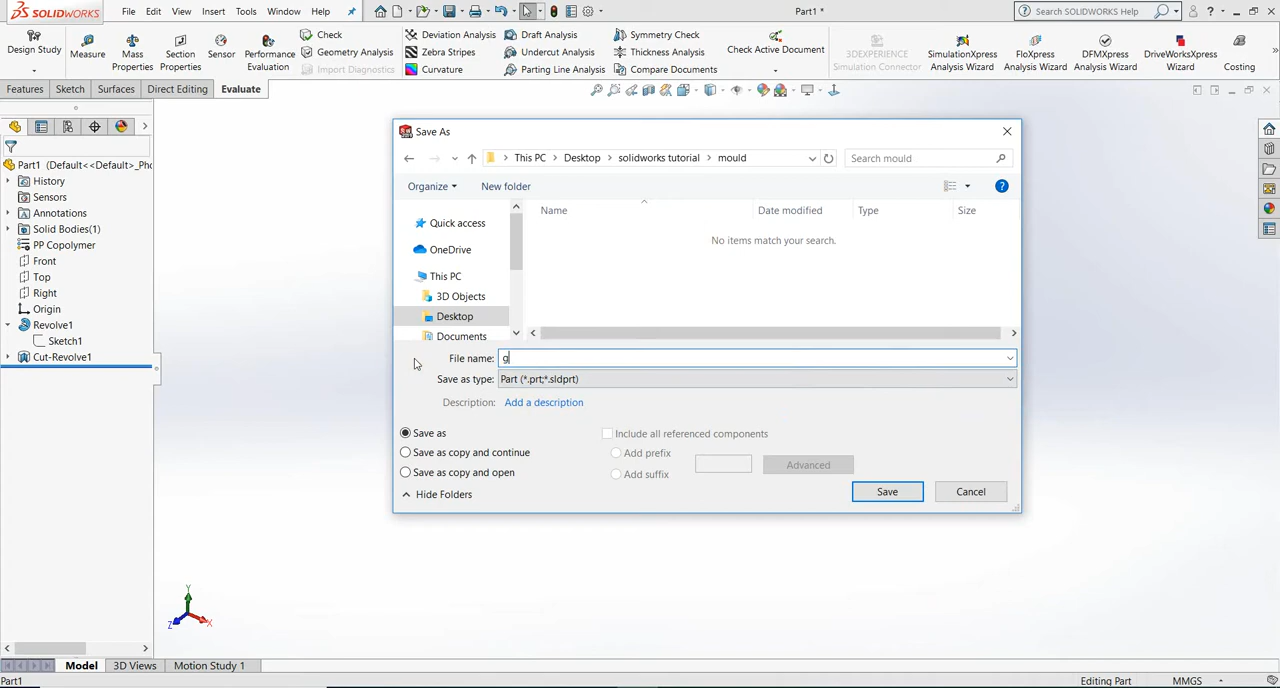 SOLIDWORKS
File Edit View Insert Tools Window Help
Part1 *
Search SOLIDWORKS Help
Design Study
Measure
Mass
Properties
Section
Properties
Sensor
Performance
Evaluation
Check
Geometry Analysis
Import Diagnostics
Deviation Analysis
Zebra Stripes
Curvature
Draft Analysis
Undercut Analysis
Parting Line Analysis
Symmetry Check
Thickness Analysis
Compare Documents
Check Active Document
3DEXPERIENCE
Simulation Connector
SimulationXpress
Analysis Wizard
FloXpress
Analysis Wizard
DFMXpress
Analysis Wizard
DriveWorksXpress
Wizard
Costing
Features Sketch Surfaces Direct Editing Evaluate
Part1 (Default<<Default>_Pho
History
Sensors
Annotations
Solid Bodies(1)
PP Copolymer
Front
Top
Right
Origin
Revolve1
Sketch1
Cut-Revolve1
Save As
This PC > Desktop > solidworks tutorial > mould
Search mould
Organize
New folder
Quick access
OneDrive
This PC
3D Objects
Desktop
Documents
Name Date modified Type Size
No items match your search.
File name: g
Save as type: Part (*.prt;*.sldprt)
Description: Add a description
Save as
Save as copy and continue
Save as copy and open
Include all referenced components
Add prefix
Add suffix
Advanced
Hide Folders
Save
Cancel
Y
Z
X
Model 3D Views Motion Study 1
Part1
Editing Part
MMGS